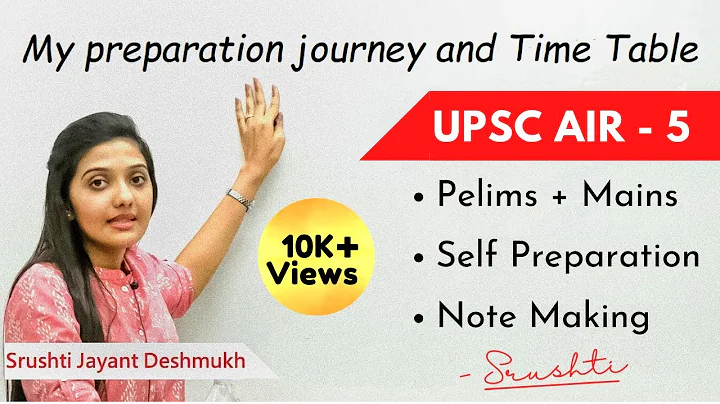 My preparation journey and Time Table
UPSC AIR - 5
• Pelims + Mains
• Self Preparation
• Note Making
10K+
Views
Srushti Jayant Deshmukh
- Srushti